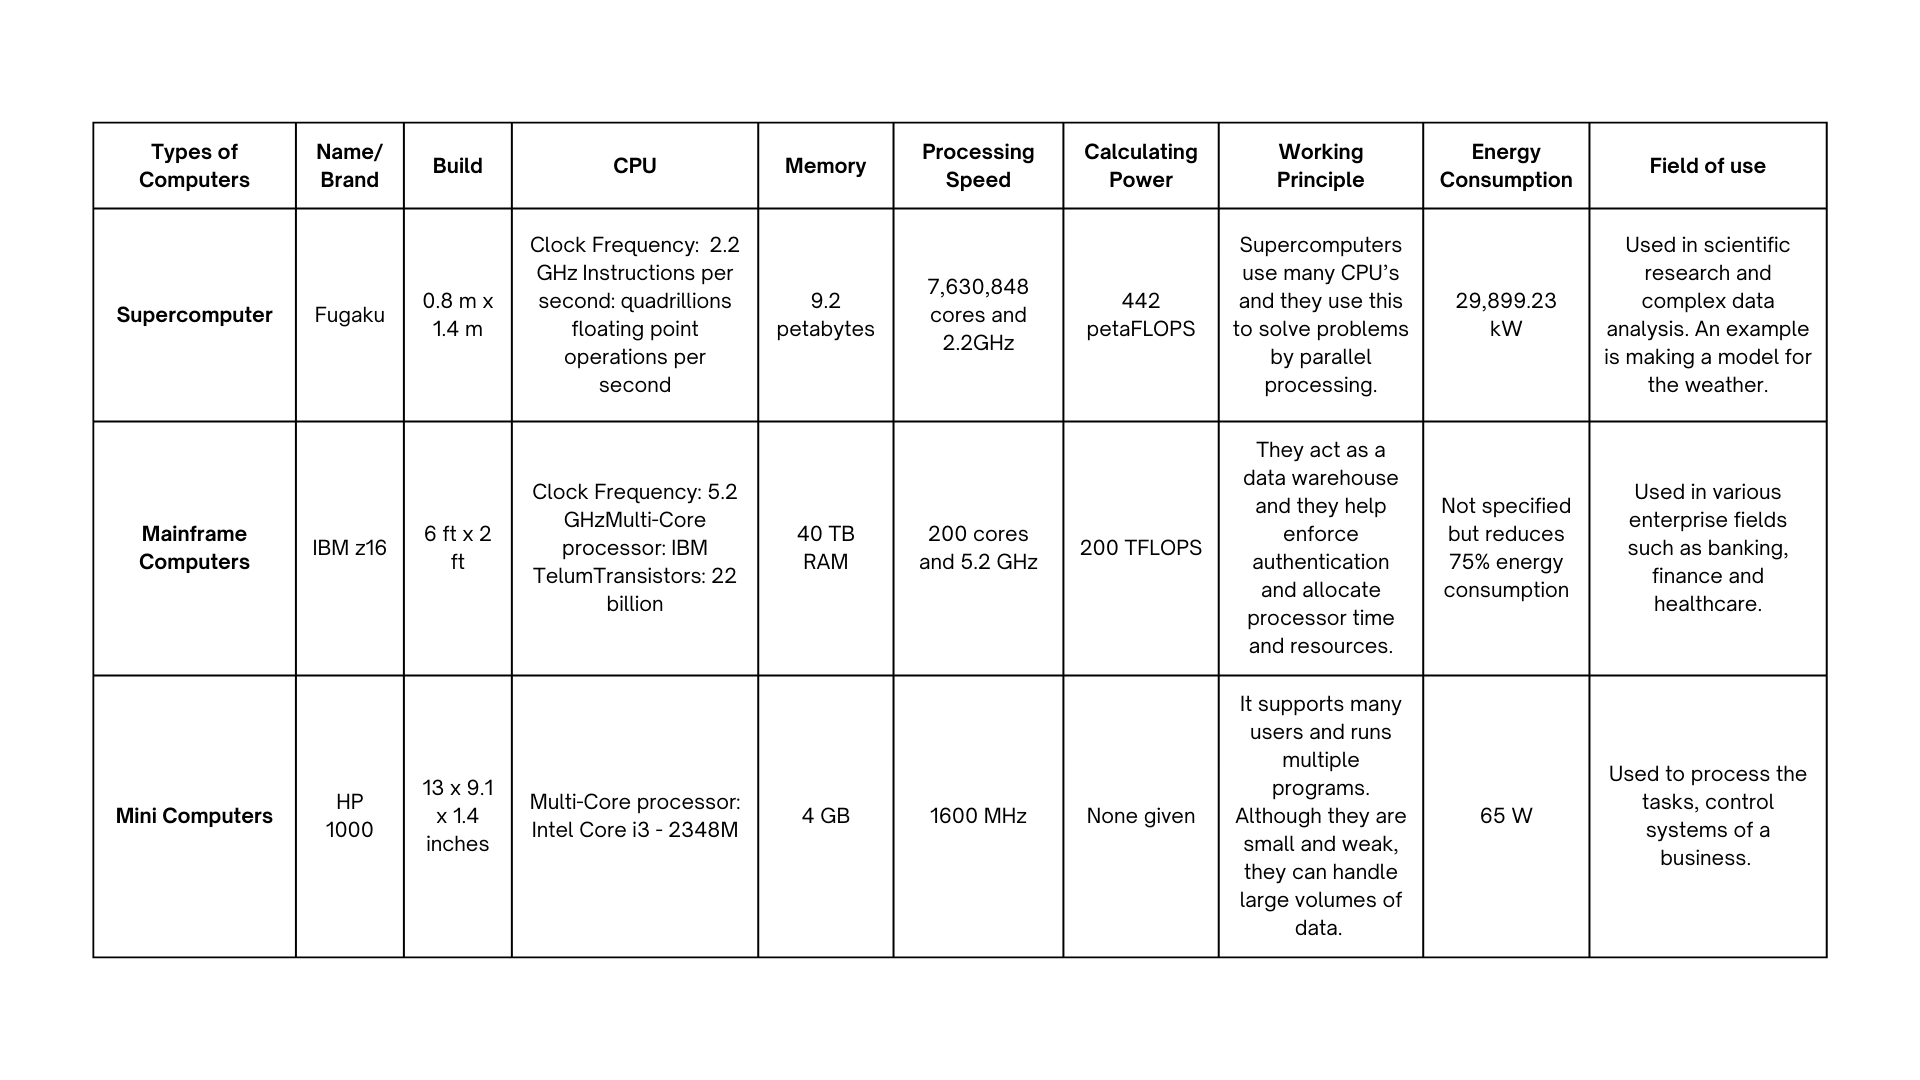 Types of
Computers
Name/
Brand
Build
CPU
Memory
Processing
Speed
Calculating
Power
Working
Principle
Energy
Consumption
Field of use
Supercomputer
Fugaku
0.8 m x
1.4 m
Clock Frequency:  2.2
GHz Instructions per
second: quadrillions
floating point
operations per
second
9.2
petabytes
7,630,848
cores and
2.2GHz
442
petaFLOPS
Supercomputers
use many CPU’s
and they use this
to solve problems
by parallel
processing.
29,899.23
kW
Used in scientific
research and
complex data
analysis. An example
is making a model for
the weather.
Mainframe
Computers
IBM z16
6 ft x 2
ft
Clock Frequency: 5.2
GHzMulti-Core
processor: IBM
TelumTransistors: 22
billion
40 TB
RAM
200 cores
and 5.2 GHz
200 TFLOPS
They act as a
data warehouse
and they help
enforce
authentication
and allocate
processor time
and resources.
Not specified
but reduces
75% energy
consumption
Used in various
enterprise fields
such as banking,
finance and
healthcare.
Mini Computers
HP
1000
13 x 9.1
x 1.4
inches
Multi-Core processor:
Intel Core i3 - 2348M
4 GB
1600 MHz
None given
It supports many
users and runs
multiple
programs.
Although they are
small and weak,
they can handle
large volumes of
data.
65 W
Used to process the
tasks, control
systems of a
business.